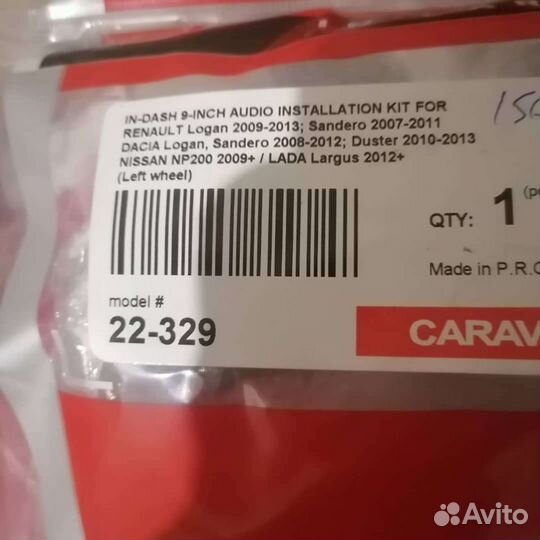 IN-DASH 9-INCH AUDIO INSTALLATION KIT FOR
RENAULT Logan 2009-2013; Sandero 2007-2011
DACIA Logan, Sandero 2008-2012; Duster 2010-2013
NISSAN NP200 2009+ / LADA Largus 2012+
(Left wheel)
QTY: 1
Made in P.R.C
model #
22-329
CARAV
Avito